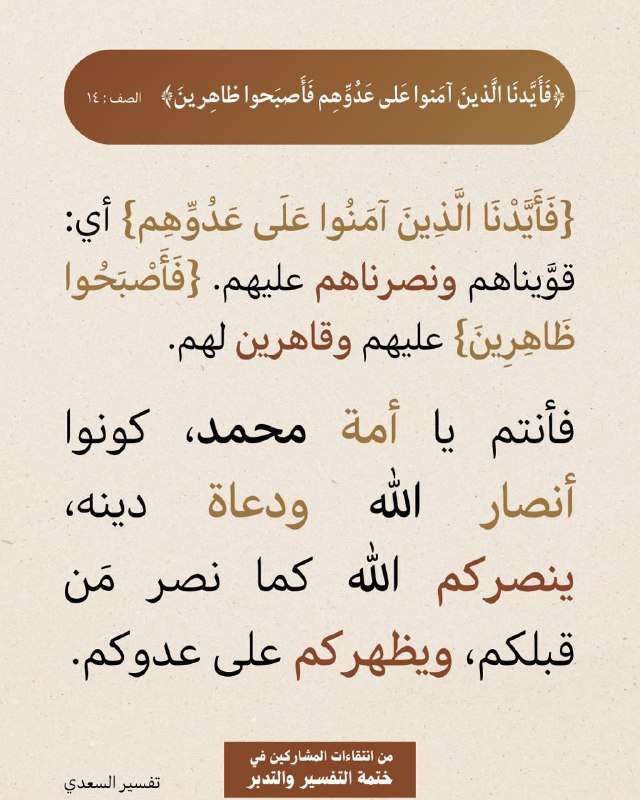 ﴿فَأَيَّدنَا الَّذينَ آمَنوا عَلى عَدُوِّهِم فَأَصبَحوا ظاهِرينَ﴾ الصف : ١٤
{فَأَيَّدْنَا الَّذِينَ آمَنُوا عَلَى عَدُوِّهِم} أي:
قوَّيناهم ونصرناهم عليهم. {فَأَصْبَحُوا
ظَاهِرِينَ} عليهم وقاهرين لهم.
فأنتم يا أمة محمد، كونوا
أنصار الله ودعاة دينه،
ينصركم الله كما نصر مَن
قبلكم، ويظهركم على عدوكم.
من انتقاءات المشاركين في
ختمة التفسير والتدبر
تفسير السعدي